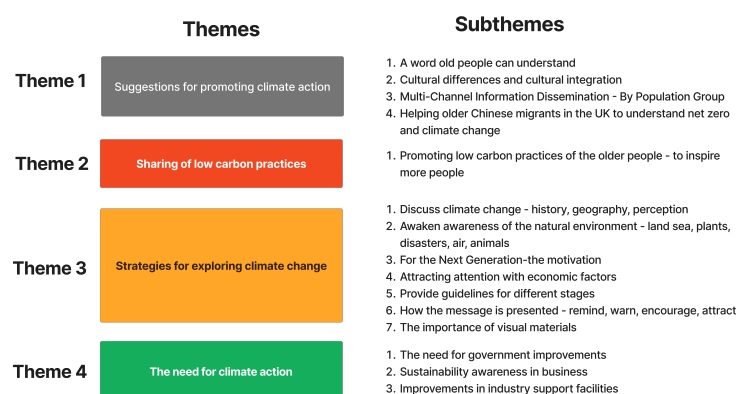 Themes
Subthemes
Theme 1
Suggestions for promoting climate action
1. A word old people can understand
2. Cultural differences and cultural integration
3. Multi-Channel Information Dissemination - By Population Group
4. Helping older Chinese migrants in the UK to understand net zero
and climate change
Theme 2
Sharing of low carbon practices
1. Promoting low carbon practices of the older people - to inspire
more people
Theme 3
Strategies for exploring climate change
1. Discuss climate change - history, geography, perception
2. Awaken awareness of the natural environment - land sea, plants,
disasters, air, animals
3. For the Next Generation-the motivation
4. Attracting attention with economic factors
5. Provide guidelines for different stages
6. How the message is presented - remind, warn, encourage, attract
7. The importance of visual materials
Theme 4
The need for climate action
1. The need for government improvements
2. Sustainability awareness in business
3. Improvements in industry support facilities